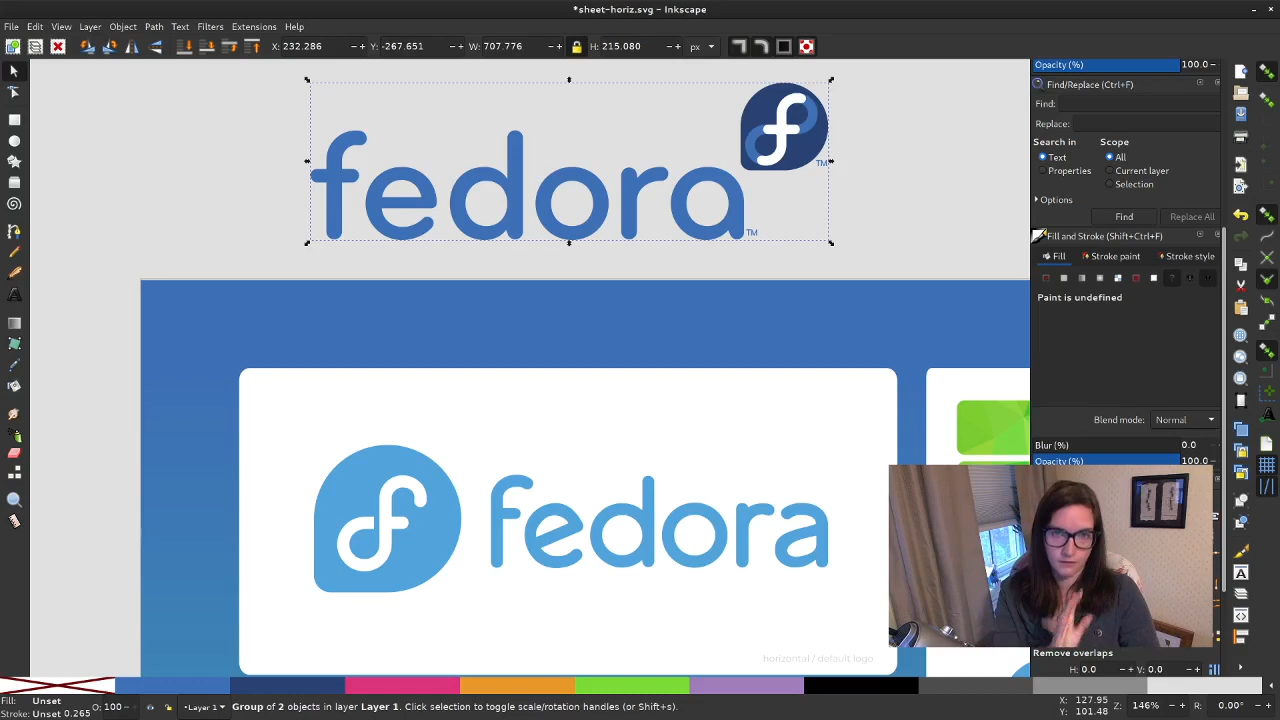 *sheet-horiz.svg - Inkscape
File Edit View Layer Object Path Text Filters Extensions Help
X: 232.286 Y: -267.651 W: 707.776 H: 215.080 px
Opacity (%) 100.0
Find/Replace (Ctrl+F)
Find:
Replace:
Search in Scope
Text All
Properties Current layer
Selection
Options
Find Replace All
Fill and Stroke (Shift+Ctrl+F)
Fill Stroke paint Stroke style
Paint is undefined
Blend mode: Normal
Blur (%) 0.0
Opacity (%) 100.0
fedora
TM
TM
fedora
horizontal / default logo
Remove overlaps
H: 0.0 V: 0.0
Fill: Unset
Stroke: Unset 0.265
O: 100
Layer 1
Group of 2 objects in layer Layer 1. Click selection to toggle scale/rotation handles (or Shift+s).
X: 127.95
Y: 101.48
Z: 146%
R: 0.00°